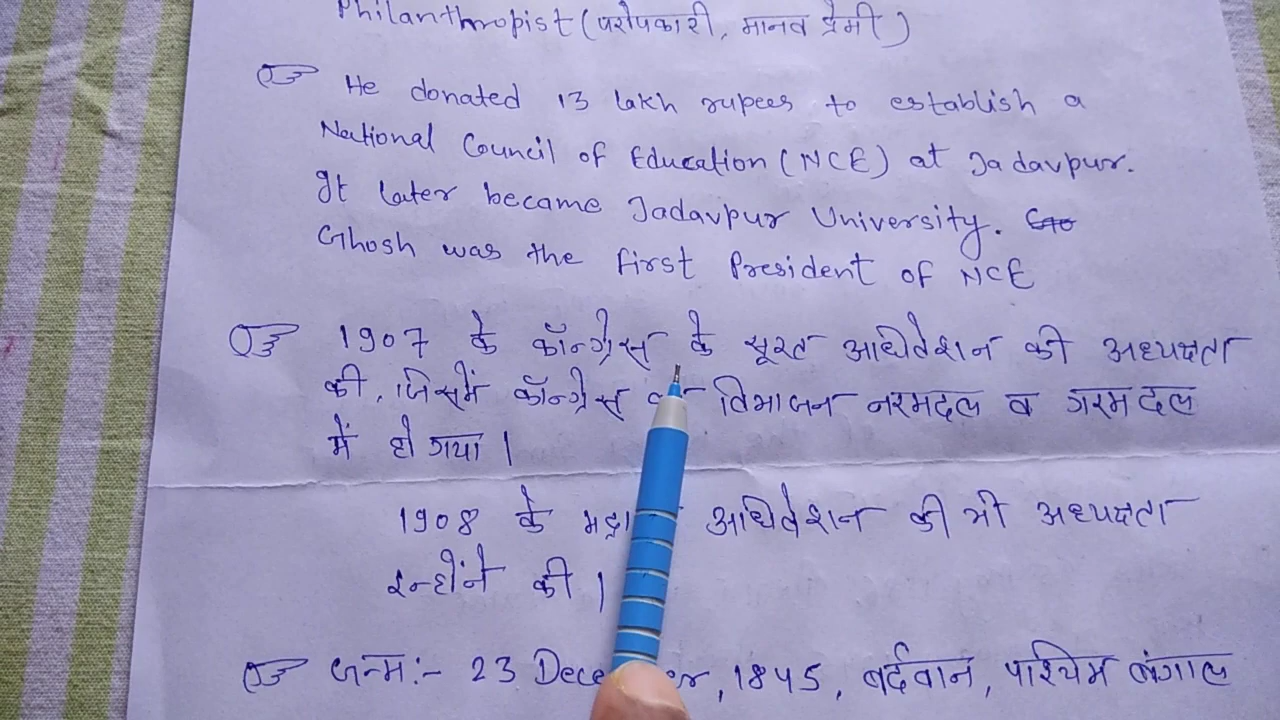 Philanthropist (परोपकारी, मानव प्रेमी)
He donated 13 lakh rupees to establish a
National Council of Education (NCE) at Jadavpur.
It later became Jadavpur University.
Ghosh was the first President of NCE
1907 के कॉन्ग्रेस के सूरत अधिवेशन की अध्यक्षता
की, जिसमें कॉन्ग्रेस का विभाजन नरमदल व गरमदल
में हो गया।
1908 के अधिवेशन की भी अध्यक्षता
इन्होंने की।
जन्म:- 23 December, 1845, बर्दवान, पश्चिम बंगाल